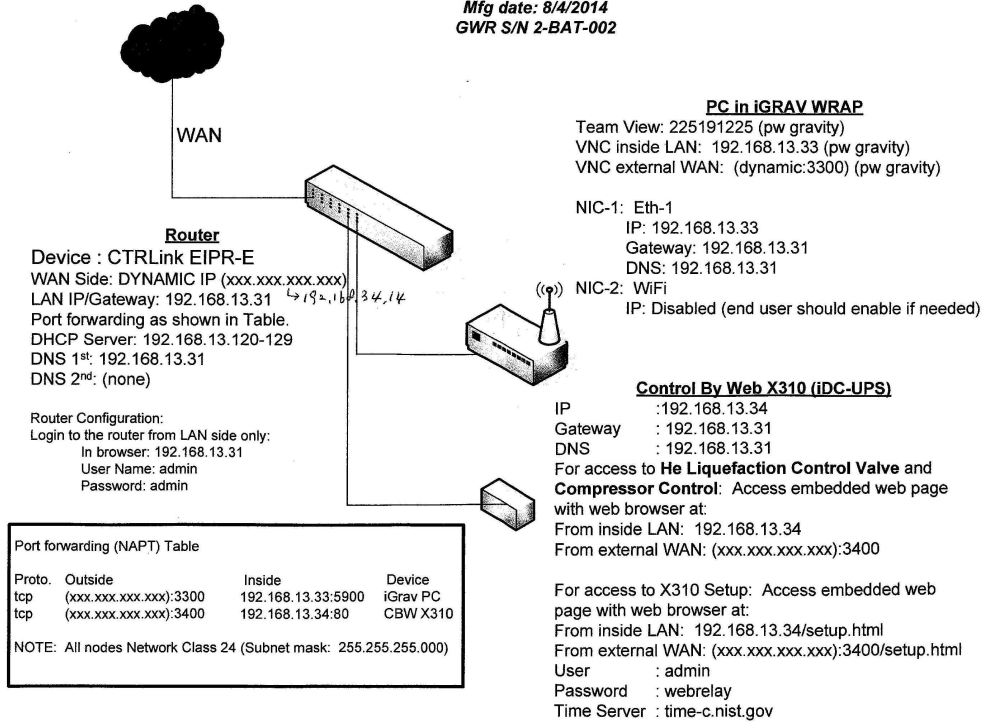 Mfg date: 8/4/2014
GWR S/N 2-BAT-002
WAN
Router
Device : CTRLink EIPR-E
WAN Side: DYNAMIC IP (xxx.xxx.xxx.xxx)
LAN IP/Gateway: 192.168.13.31
↳192.168.34.14
Port forwarding as shown in Table.
DHCP Server: 192.168.13.120-129
DNS 1st: 192.168.13.31
DNS 2nd: (none)
Router Configuration:
Login to the router from LAN side only:
In browser: 192.168.13.31
User Name: admin
Password: admin
Port forwarding (NAPT) Table
Proto. Outside Inside Device
tcp (xxx.xxx.xxx.xxx):3300 192.168.13.33:5900 iGrav PC
tcp (xxx.xxx.xxx.xxx):3400 192.168.13.34:80 CBW X310
NOTE: All nodes Network Class 24 (Subnet mask: 255.255.255.000)
PC in iGRAV WRAP
Team View: 225191225 (pw gravity)
VNC inside LAN: 192.168.13.33 (pw gravity)
VNC external WAN: (dynamic:3300) (pw gravity)
NIC-1: Eth-1
IP: 192.168.13.33
Gateway: 192.168.13.31
DNS: 192.168.13.31
NIC-2: WiFi
IP: Disabled (end user should enable if needed)
Control By Web X310 (iDC-UPS)
IP :192.168.13.34
Gateway : 192.168.13.31
DNS : 192.168.13.31
For access to He Liquefaction Control Valve and
Compressor Control: Access embedded web page
with web browser at:
From inside LAN: 192.168.13.34
From external WAN: (xxx.xxx.xxx.xxx):3400
For access to X310 Setup: Access embedded web
page with web browser at:
From inside LAN: 192.168.13.34/setup.html
From external WAN: (xxx.xxx.xxx.xxx):3400/setup.html
User : admin
Password : webrelay
Time Server : time-c.nist.gov